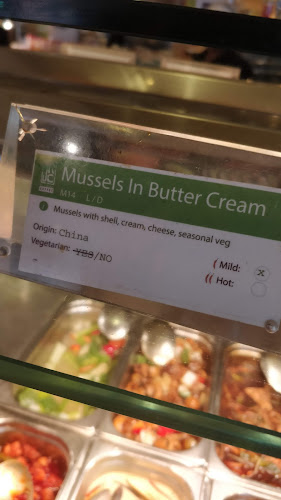 Mussels In Butter Cream
M14 L/D
Mussels with shell, cream, cheese, seasonal veg
Origin: China
Vegetarian: YES/NO
Mild: x
Hot: